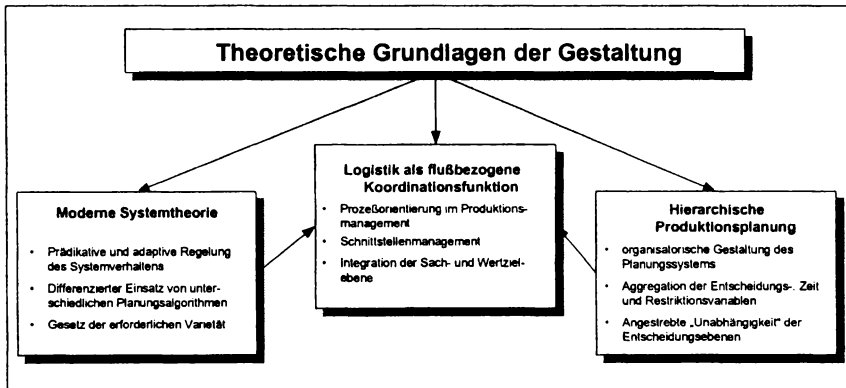 Theoretische Grundlagen der Gestaltung
Moderne Systemtheorie
• Prädikative und adaptive Regelung
des Systemverhaltens
• Differenzierter Einsatz von unter-
schiedlichen Planungsalgorithmen
• Gesetz der erforderlichen Varietät
Logistik als flußbezogene
Koordinationsfunktion
• Prozeßorientierung im Produktions-
management
• Schnittstellenmanagement
• Integration der Sach- und Wertziel-
ebene
Hierarchische
Produktionsplanung
• organisatorische Gestaltung des
Planungssystems
• Aggregation der Entscheidungs-. Zeit
und Restriktionsvariablen
• Angestrebte „Unabhängigkeit" der
Entscheidungsebenen